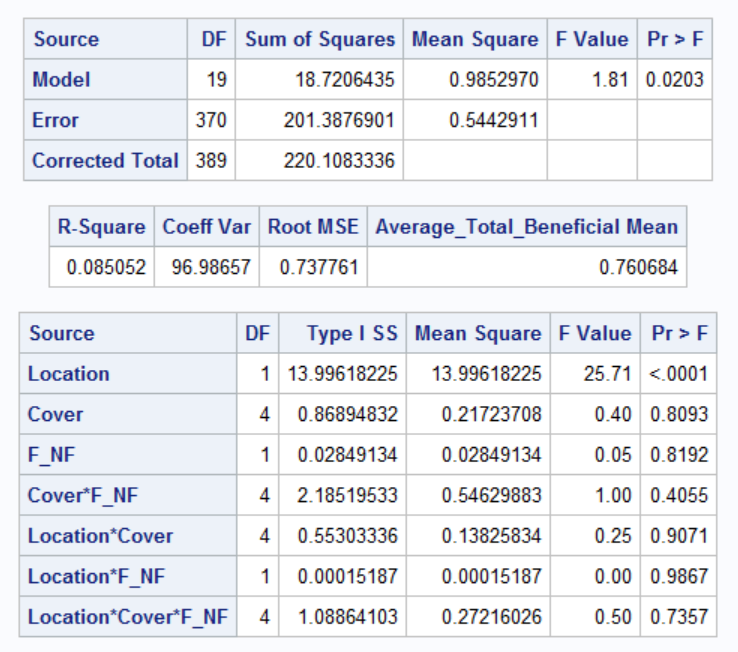 Source DF Sum of Squares Mean Square F Value Pr > F
Model 19 18.7206435 0.9852970 1.81 0.0203
Error 370 201.3876901 0.5442911
Corrected Total 389 220.1083336
R-Square Coeff Var Root MSE Average_Total_Beneficial Mean
0.085052 96.98657 0.737761 0.760684
Source DF Type I SS Mean Square F Value Pr > F
Location 1 13.99618225 13.99618225 25.71 <.0001
Cover 4 0.86894832 0.21723708 0.40 0.8093
F_NF 1 0.02849134 0.02849134 0.05 0.8192
Cover*F_NF 4 2.18519533 0.54629883 1.00 0.4055
Location*Cover 4 0.55303336 0.13825834 0.25 0.9071
Location*F_NF 1 0.00015187 0.00015187 0.00 0.9867
Location*Cover*F_NF 4 1.08864103 0.27216026 0.50 0.7357